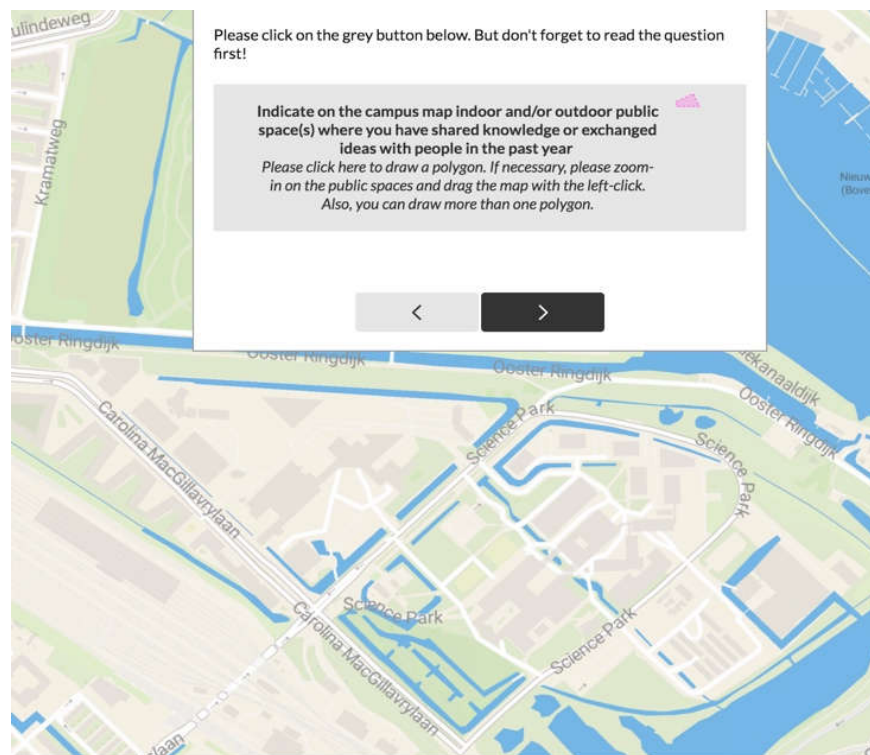 ulindeweg
Please click on the grey button below. But don't forget to read the question
first!
Indicate on the campus map indoor and/or outdoor public
space(s) where you have shared knowledge or exchanged
ideas with people in the past year
Please click here to draw a polygon. If necessary, please zoom-
in on the public spaces and drag the map with the left-click.
Also, you can draw more than one polygon.
Kramatweg
Nieuw
(Bove
<
>
oster Ringdijk
Ooster Ringdijk
Ooster Ringdijk
ekanaaldijk
Ooster Ringdijk
Carolina MacGillavrylaan
Science Park
Science Park
Science Park
Carolina MacGillavrylaan
Science Park
laan